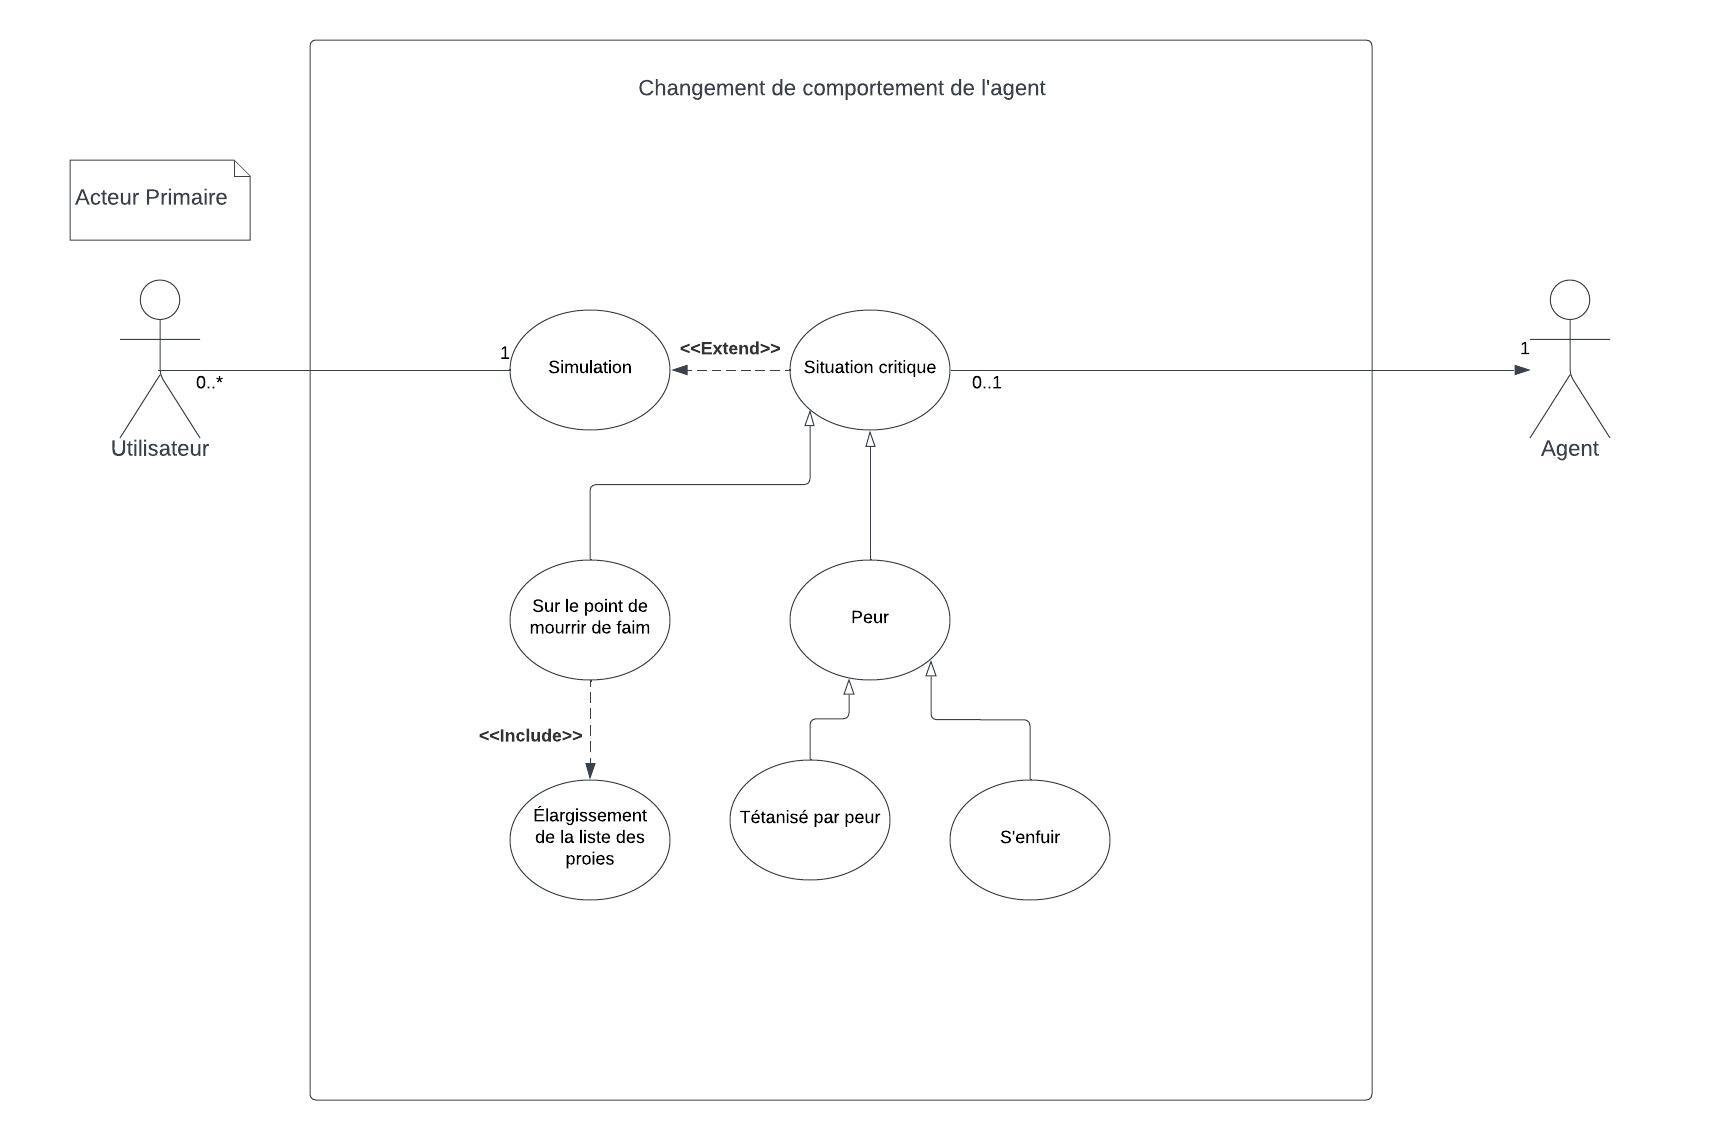 Changement de comportement de l'agent
Acteur Primaire
Utilisateur
0..*
1
Simulation
<<Extend>>
Situation critique
0..1
1
Agent
Sur le point de
mourrir de faim
Peur
<<Include>>
Élargissement
de la liste des
proies
Tétanisé par peur
S'enfuir